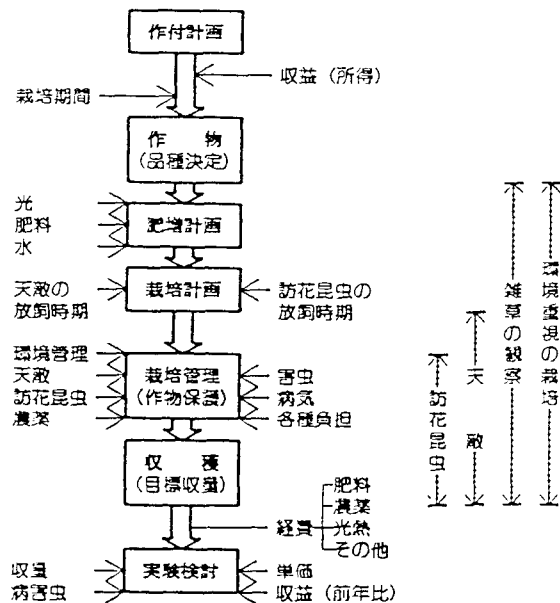 作付計画
収益（所得）
栽培期間
作　物
（品種決定）
光
肥料
水
肥増計画
天敵の
放飼時期
栽培計画
訪花昆虫の
放飼時期
環境管理
天敵
訪花昆虫
農薬
栽培管理
（作物保護）
害虫
病気
各種負担
収　穫
（目標収量）
経費
肥料
農薬
光熱
その他
収量
病害虫
実験検討
単価
収益（前年比）
訪花昆虫
天敵
雑草の観察
環境重視の栽培